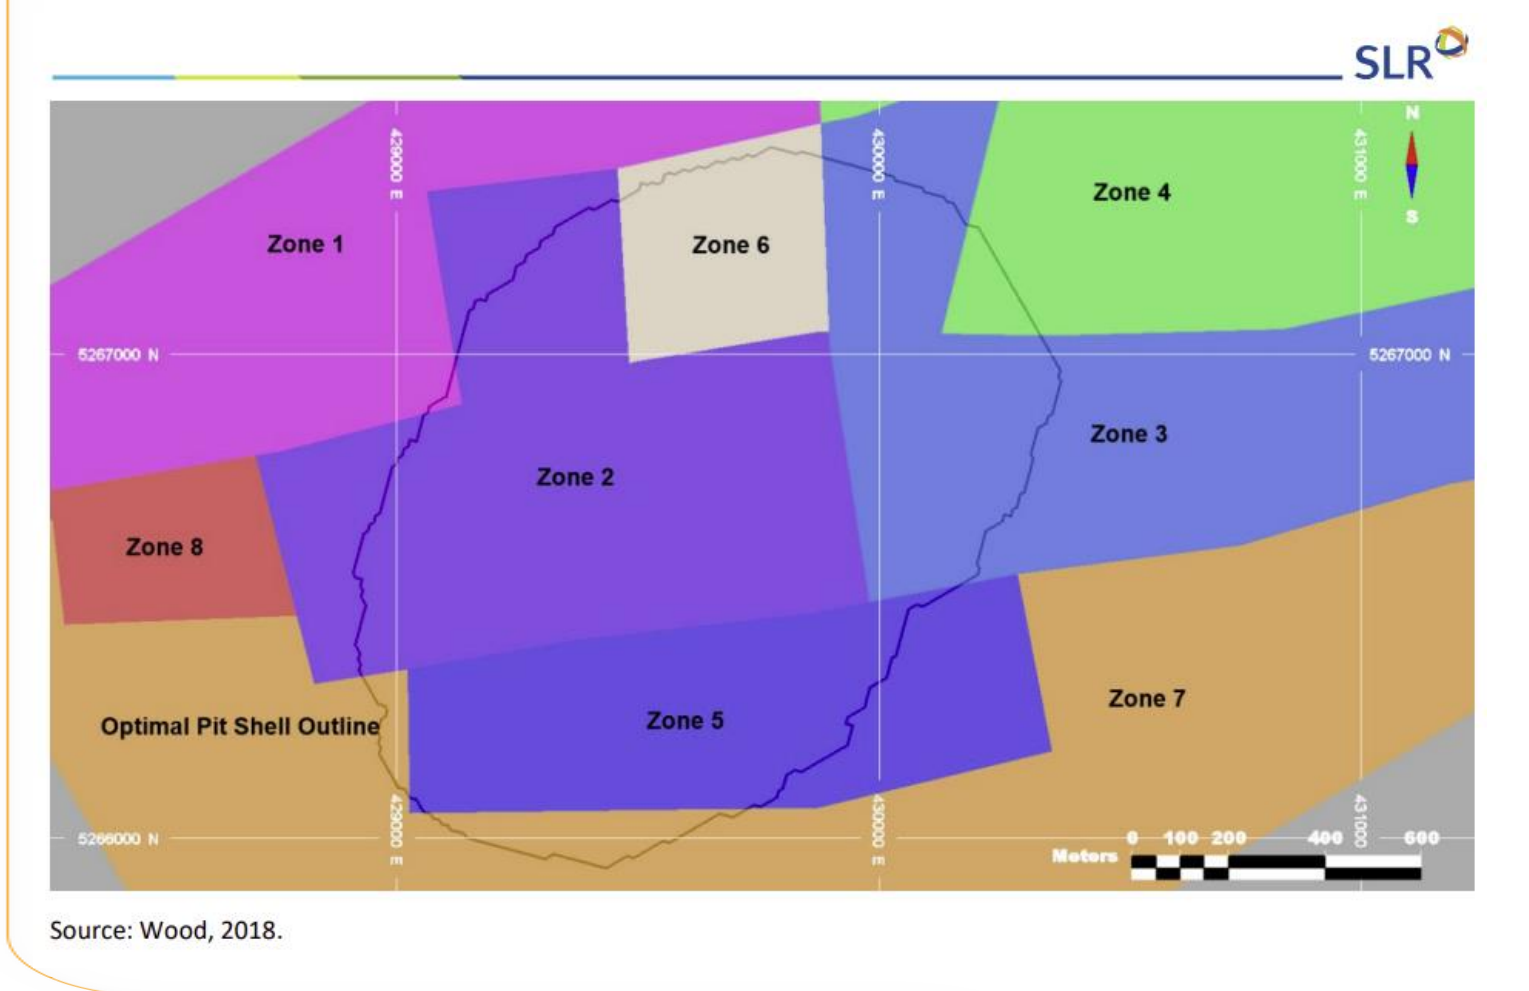 SLR
429000 m
430000 m
431000 m
N
S
Zone 1
Zone 6
Zone 4
5267000 N
5267000 N
Zone 3
Zone 2
Zone 8
Zone 7
Optimal Pit Shell Outline
Zone 5
5266000 N
429000 m
430000 m
431000
0 100 200 400 600
Meters
Source: Wood, 2018.